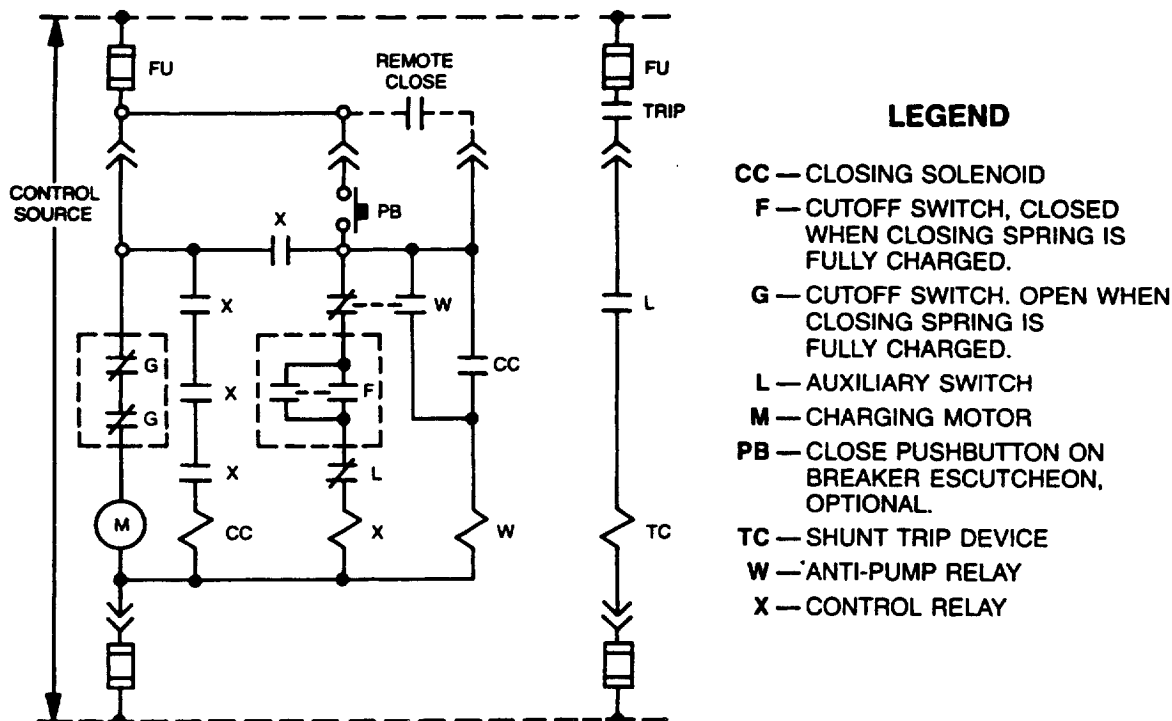 FU
REMOTE
CLOSE
FU
TRIP
CONTROL
SOURCE
PB
X
X
W
L
G
CC
X
F
G
X
L
M
CC
X
W
TC
LEGEND
CC — CLOSING SOLENOID
F — CUTOFF SWITCH, CLOSED
WHEN CLOSING SPRING IS
FULLY CHARGED.
G — CUTOFF SWITCH. OPEN WHEN
CLOSING SPRING IS
FULLY CHARGED.
L — AUXILIARY SWITCH
M — CHARGING MOTOR
PB — CLOSE PUSHBUTTON ON
BREAKER ESCUTCHEON,
OPTIONAL.
TC — SHUNT TRIP DEVICE
W — ANTI-PUMP RELAY
X — CONTROL RELAY